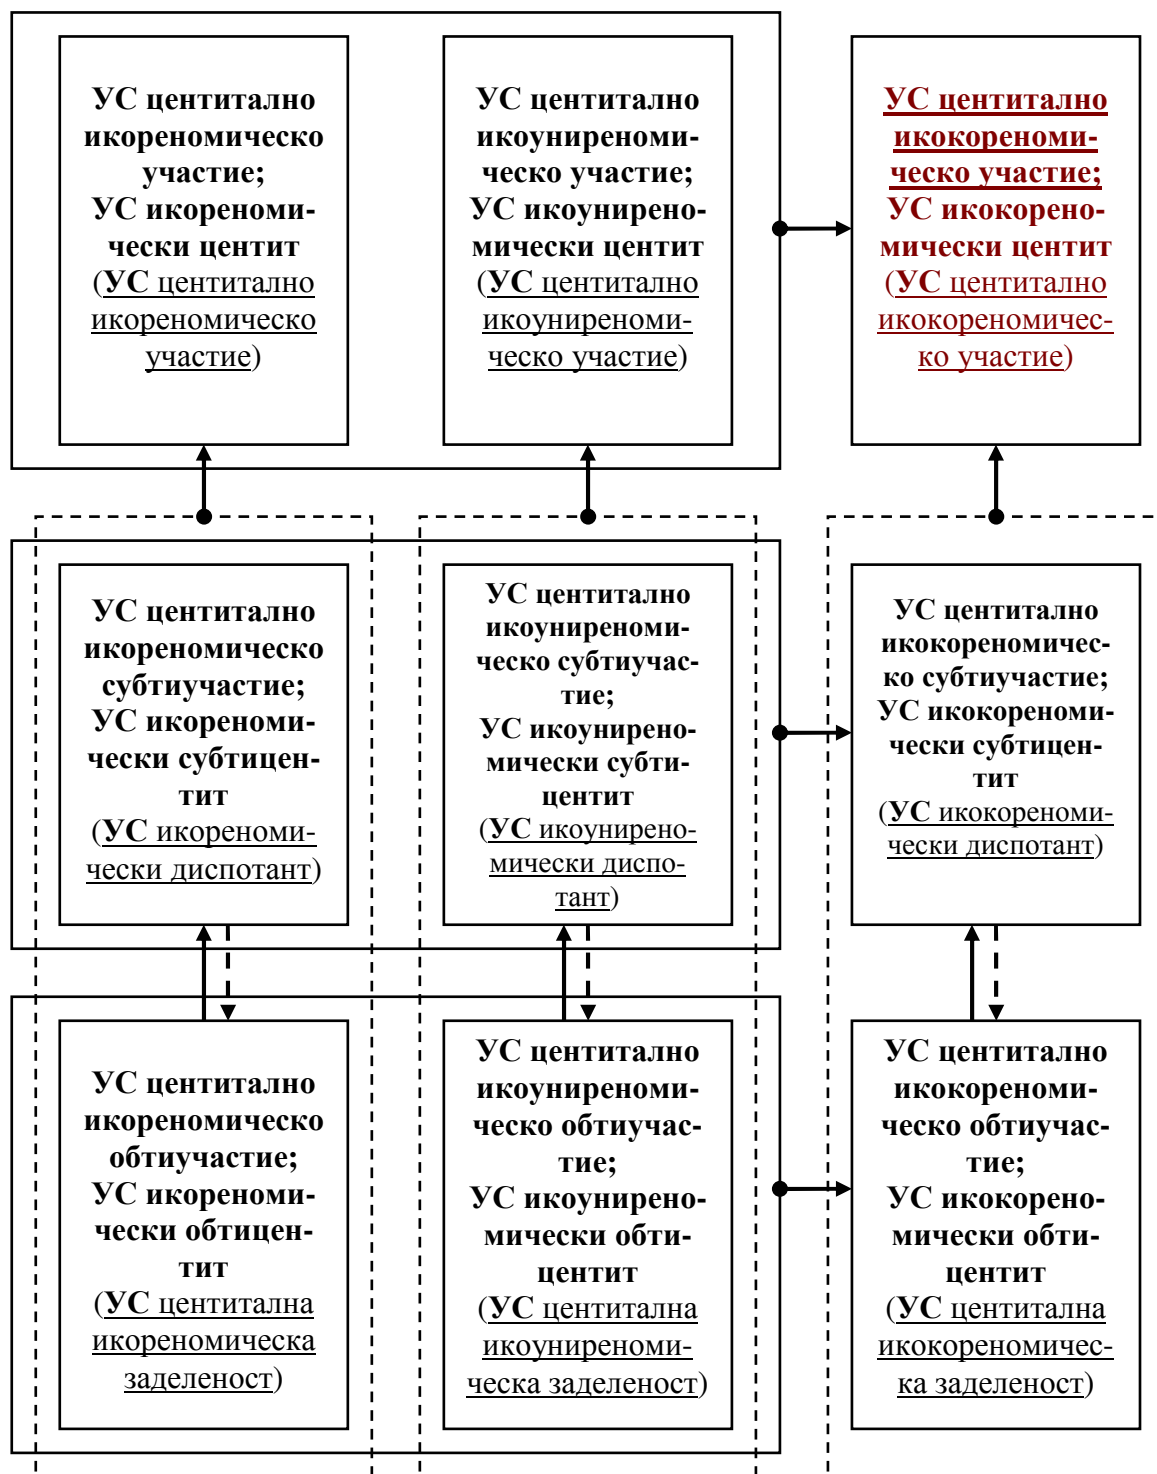 УС центитално
икореномическо
участие;
УС икореноми-
чески центит
(УС центитално
икореномическо
участие)
УС центитално
икоуниреноми-
ческо участие;
УС икоунирено-
мически центит
(УС центитално
икоуниреноми-
ческо участие)
УС центитално
икокореноми-
ческо участие;
УС икокорено-
мически центит
(УС центитално
икокореномичес-
ко участие)
УС центитално
икореномическо
субтиучастие;
УС икореноми-
чески субтицен-
тит
(УС икореноми-
чески диспотант)
УС центитално
икоуниреноми-
ческо субтиучас-
тие;
УС икоунирено-
мически субти-
центит
(УС икоунирено-
мически диспо-
тант)
УС центитално
икокореномичес-
ко субтиучастие;
УС икокореноми-
чески субтицен-
тит
(УС икокореноми-
чески диспотант)
УС центитално
икореномическо
обтиучастие;
УС икореноми-
чески обтицен-
тит
(УС центитална
икореномическа
заделеност)
УС центитално
икоуниреноми-
ческо обтиучас-
тие;
УС икоунирено-
мически обти-
центит
(УС центитална
икоуниреноми-
ческа заделеност)
УС центитално
икокореноми-
ческо обтиучас-
тие;
УС икокорено-
мически обти-
центит
(УС центитална
икокореномичес-
ка заделеност)